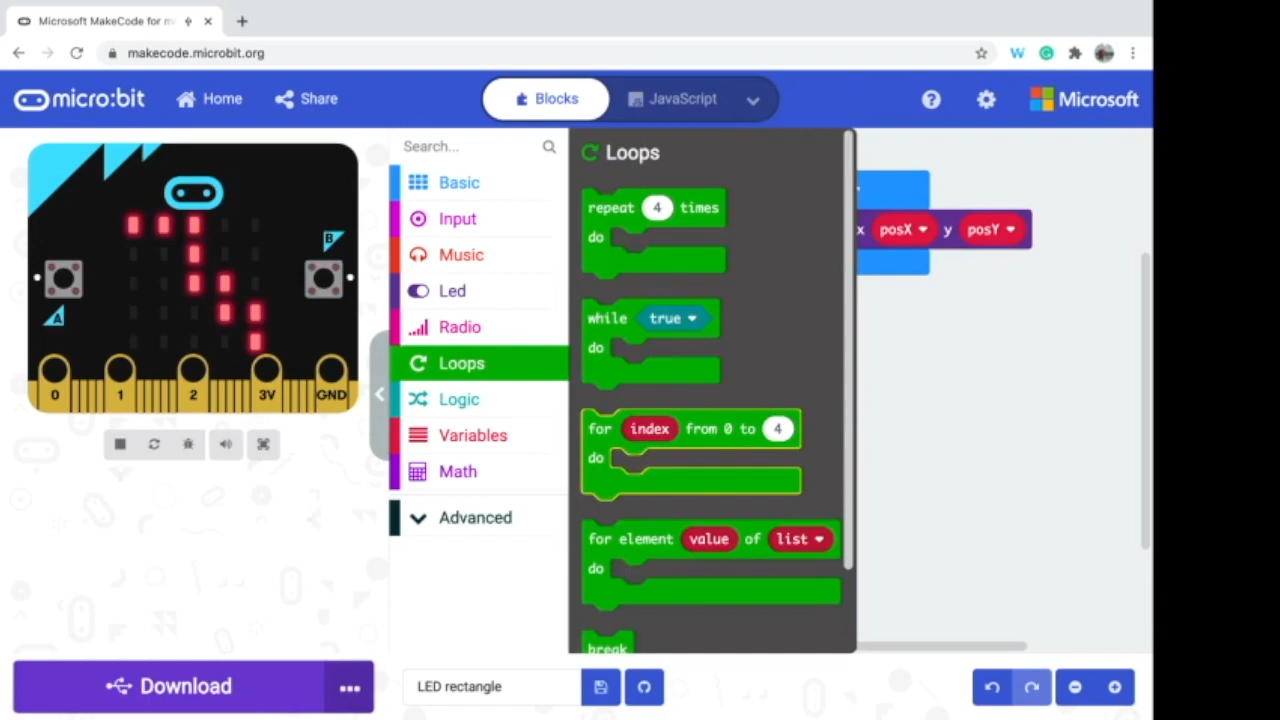 Microsoft MakeCode for mi
makecode.microbit.org
W
micro:bit
Home
Share
Blocks
JavaScript
Microsoft
Search...
Basic
Input
Music
Led
Radio
Loops
Logic
Variables
Math
Advanced
Loops
repeat 4 times
do
while true
do
for index from 0 to 4
do
for element value of list
do
break
x posX y posY
A
B
0 1 2 3V GND
Download
LED rectangle